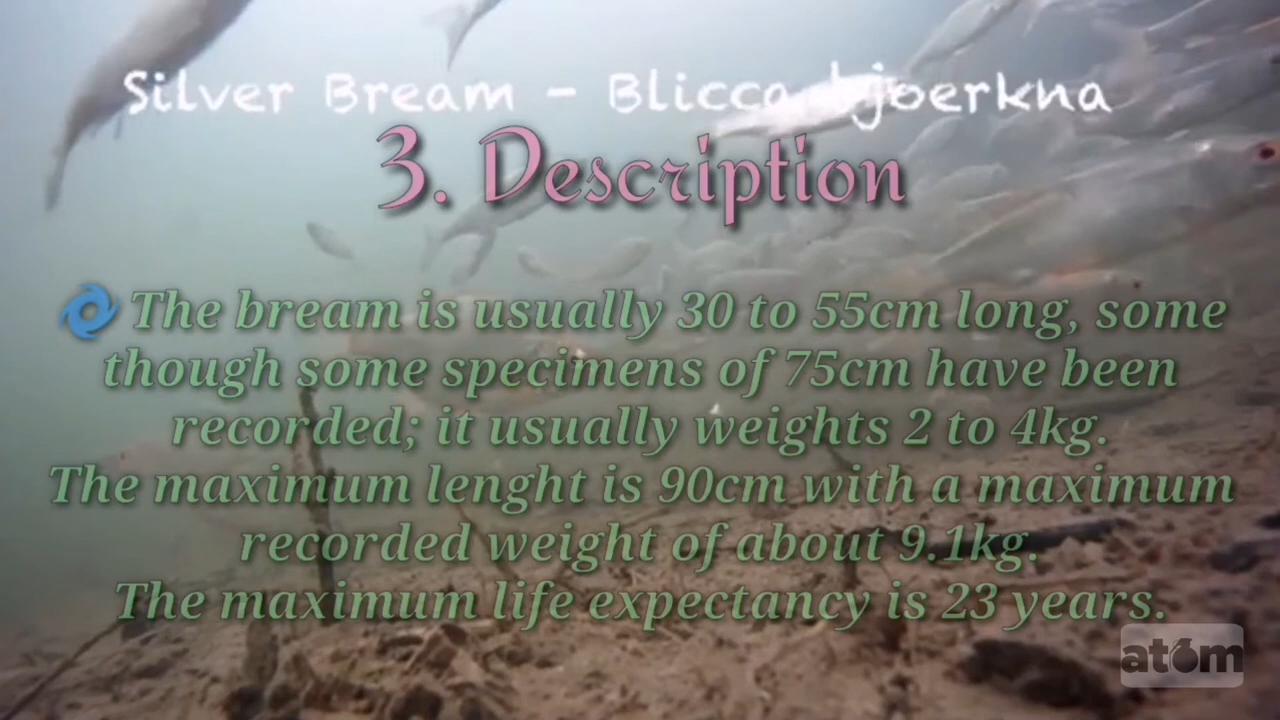 Silver Bream - Blicca bjoerkna
3. Description
The bream is usually 30 to 55cm long, some
though some specimens of 75cm have been
recorded; it usually weights 2 to 4kg.
The maximum lenght is 90cm with a maximum
recorded weight of about 9.1kg.
The maximum life expectancy is 23 years.
atom